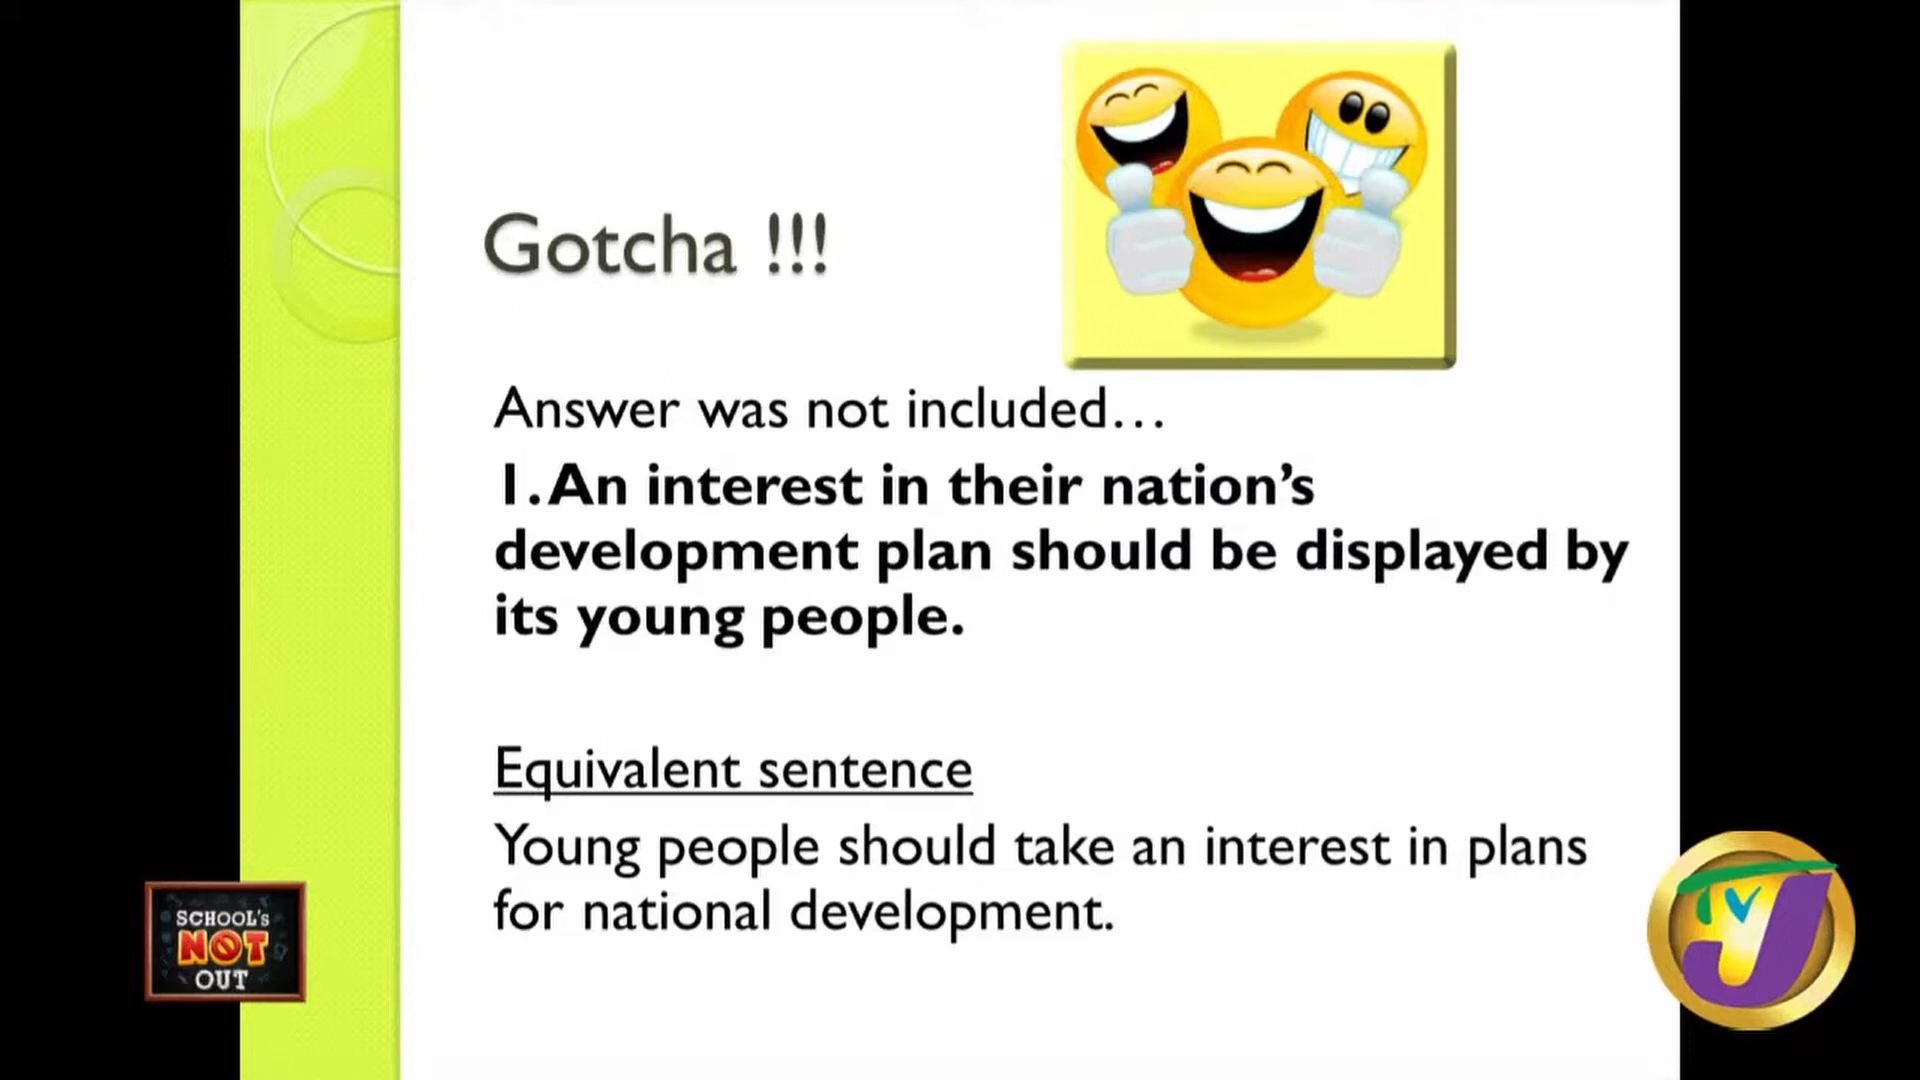 Gotcha !!!
Answer was not included...
1. An interest in their nation's
development plan should be displayed by
its young people.
Equivalent sentence
Young people should take an interest in plans
for national development.
SCHOOL'S
NOT
OUT
TVJ